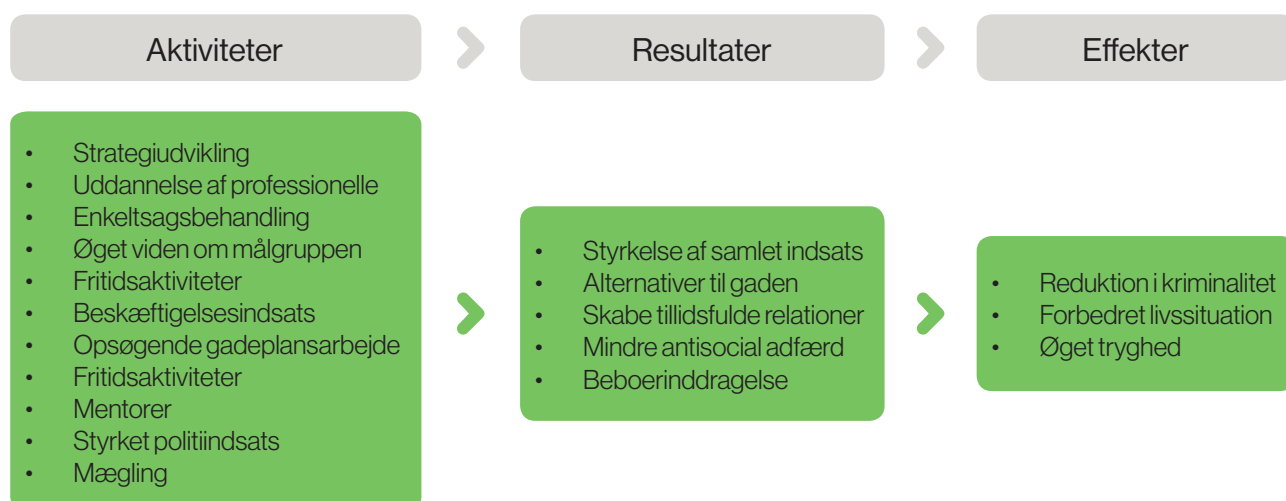 Aktiviteter
Resultater
Effekter
• Strategiudvikling
• Uddannelse af professionelle
• Enkeltsagsbehandling
• Øget viden om målgruppen
• Fritidsaktiviteter
• Beskæftigelsesindsats
• Opsøgende gadeplansarbejde
• Fritidsaktiviteter
• Mentorer
• Styrket politiindsats
• Mægling
• Styrkelse af samlet indsats
• Alternativer til gaden
• Skabe tillidsfulde relationer
• Mindre antisocial adfærd
• Beboerinddragelse
• Reduktion i kriminalitet
• Forbedret livssituation
• Øget tryghed